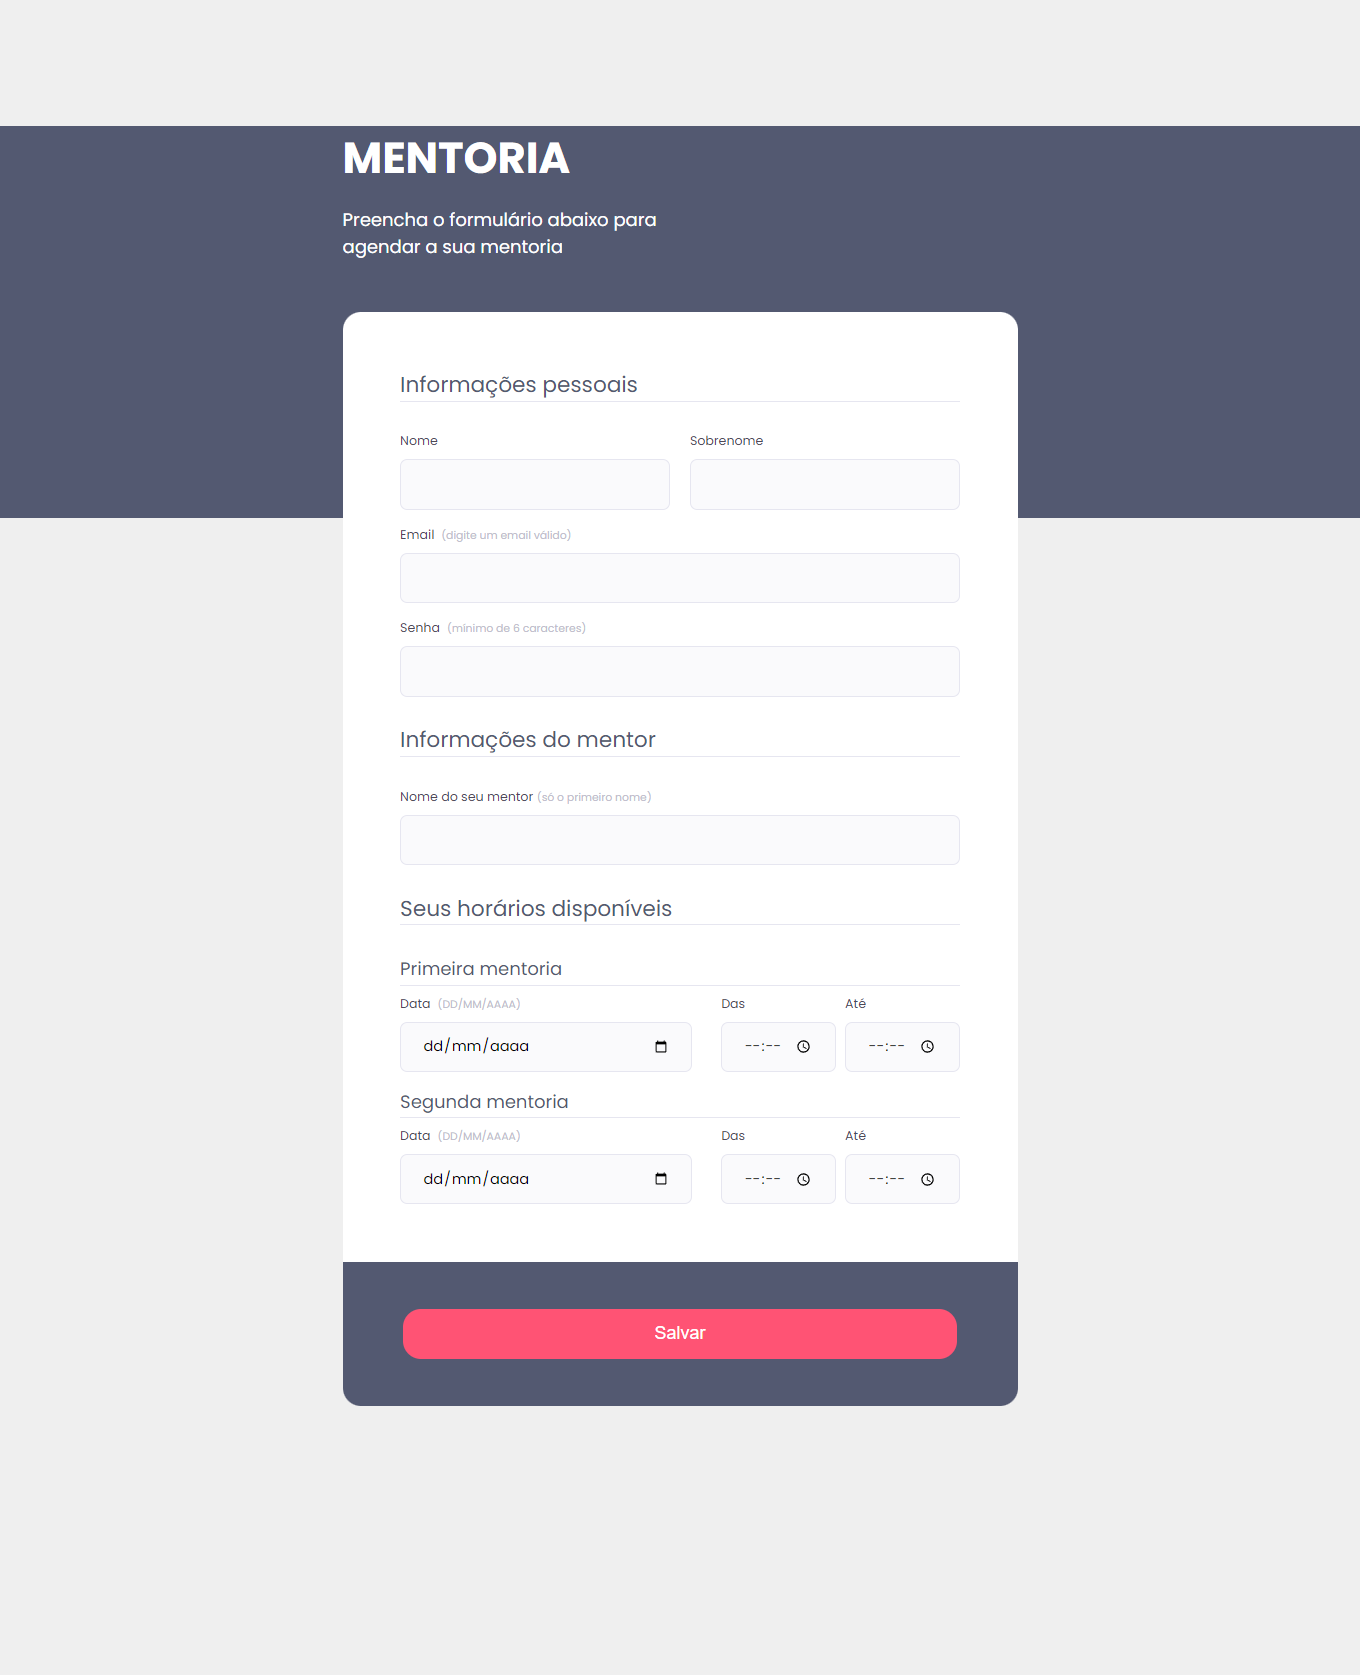 MENTORIA
Preencha o formulário abaixo para
agendar a sua mentoria
Informações pessoais
Nome Sobrenome
Email (digite um email válido)
Senha (mínimo de 6 caracteres)
Informações do mentor
Nome do seu mentor (só o primeiro nome)
Seus horários disponíveis
Primeira mentoria
Data (DD/MM/AAAA) Das Até
dd/mm/aaaa --:-- --:--
Segunda mentoria
Data (DD/MM/AAAA) Das Até
dd/mm/aaaa --:-- --:--
Salvar